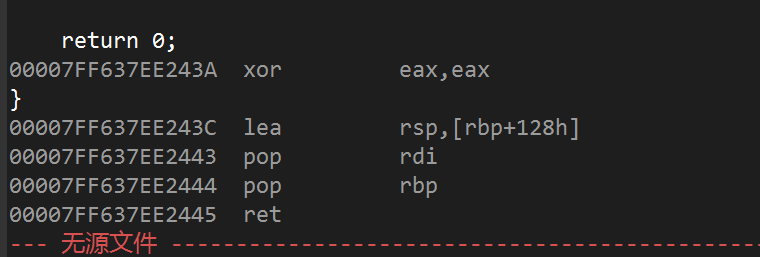 return 0;
00007FF637EE243A xor eax,eax
}
00007FF637EE243C lea rsp,[rbp+128h]
00007FF637EE2443 pop rdi
00007FF637EE2444 pop rbp
00007FF637EE2445 ret
--- 无源文件 -----------------------------------------------